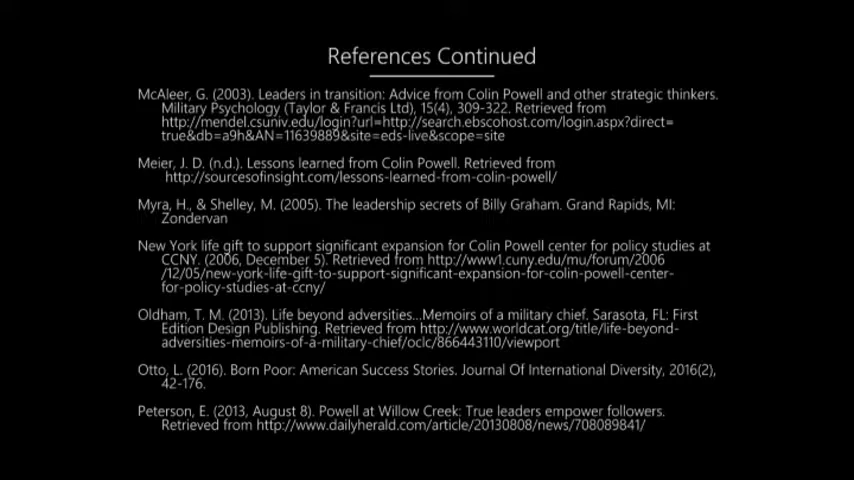 References Continued
McAleer, G. (2003). Leaders in transition: Advice from Colin Powell and other strategic thinkers.
Military Psychology (Taylor & Francis Ltd), 15(4), 309-322. Retrieved from
http://mendel.csuniv.edu/login?url=http://search.ebscohost.com/login.aspx?direct=
true&db=a9h&AN=11639889&site=eds-live&scope=site
Meier, J. D. (n.d.). Lessons learned from Colin Powell. Retrieved from
http://sourcesofinsight.com/lessons-learned-from-colin-powell/
Myra, H., & Shelley, M. (2005). The leadership secrets of Billy Graham. Grand Rapids, MI:
Zondervan
New York life gift to support significant expansion for Colin Powell center for policy studies at
CCNY. (2006, December 5). Retrieved from http://www1.cuny.edu/mu/forum/2006
/12/05/new-york-life-gift-to-support-significant-expansion-for-colin-powell-center-
for-policy-studies-at-ccny/
Oldham, T. M. (2013). Life beyond adversities...Memoirs of a military chief. Sarasota, FL: First
Edition Design Publishing. Retrieved from http://www.worldcat.org/title/life-beyond-
adversities-memoirs-of-a-military-chief/oclc/866443110/viewport
Otto, L. (2016). Born Poor: American Success Stories. Journal Of International Diversity, 2016(2),
42-176.
Peterson, E. (2013, August 8). Powell at Willow Creek: True leaders empower followers.
Retrieved from http://www.dailyherald.com/article/20130808/news/708089841/